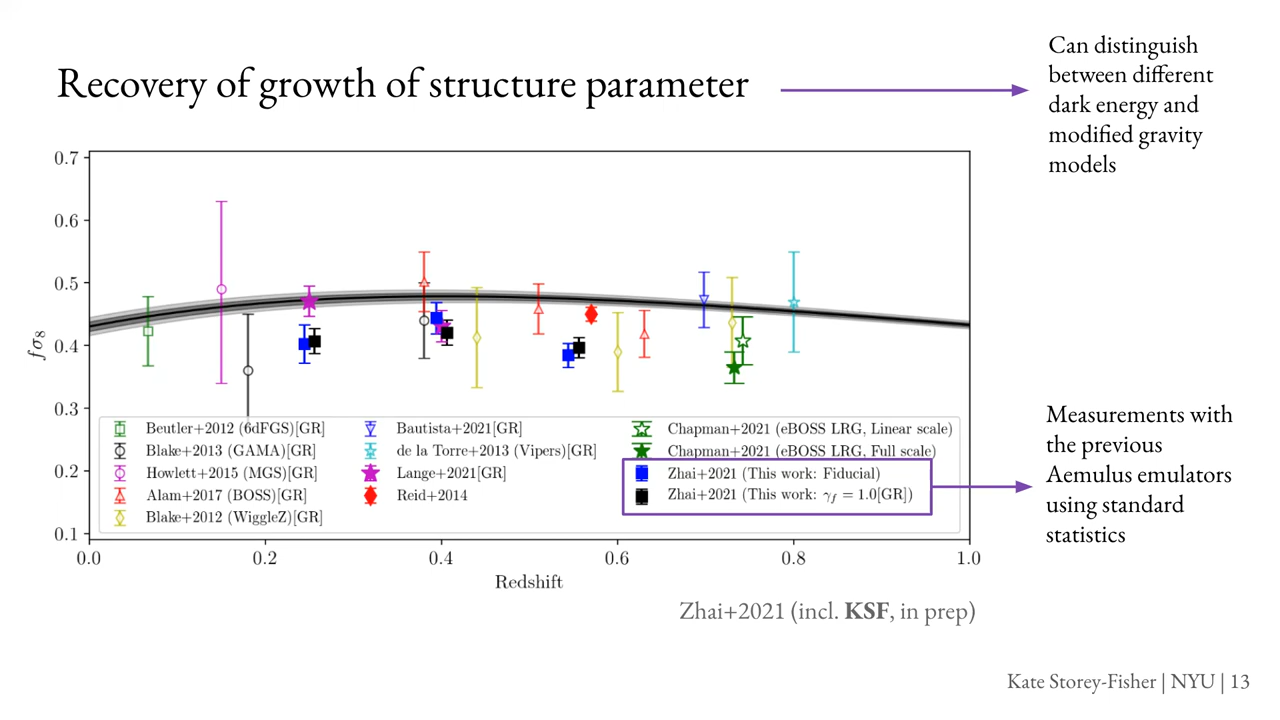 Recovery of growth of structure parameter
Can distinguish
between different
dark energy and
modified gravity
models
0.7
0.6
0.5
0.4
0.3
0.2
0.1
fσ8
0.0
0.2
0.4
0.6
0.8
1.0
Redshift
Beutler+2012 (6dFGS)[GR]
Blake+2013 (GAMA)[GR]
Howlett+2015 (MGS)[GR]
Alam+2017 (BOSS)[GR]
Blake+2012 (WiggleZ)[GR]
Bautista+2021[GR]
de la Torre+2013 (Vipers)[GR]
Lange+2021[GR]
Reid+2014
Chapman+2021 (eBOSS LRG, Linear scale)
Chapman+2021 (eBOSS LRG, Full scale)
Zhai+2021 (This work: Fiducial)
Zhai+2021 (This work: γf = 1.0[GR])
Measurements with
the previous
Aemulus emulators
using standard
statistics
Zhai+2021 (incl. KSF, in prep)
Kate Storey-Fisher | NYU | 13